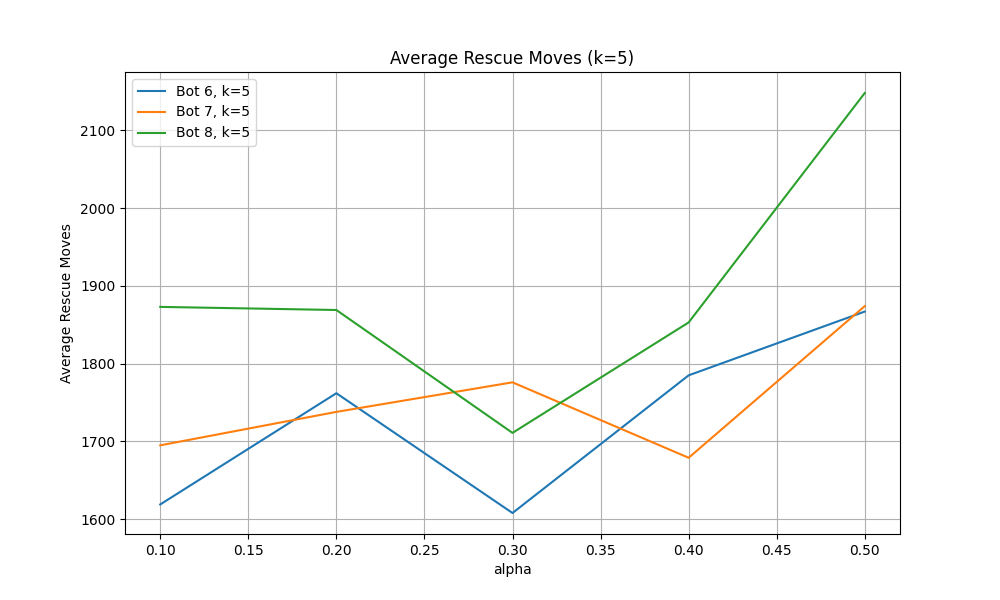 Average Rescue Moves (k=5)
Bot 6, k=5
Bot 7, k=5
Bot 8, k=5
Average Rescue Moves
2100
2000
1900
1800
1700
1600
0.10 0.15 0.20 0.25 0.30 0.35 0.40 0.45 0.50
alpha